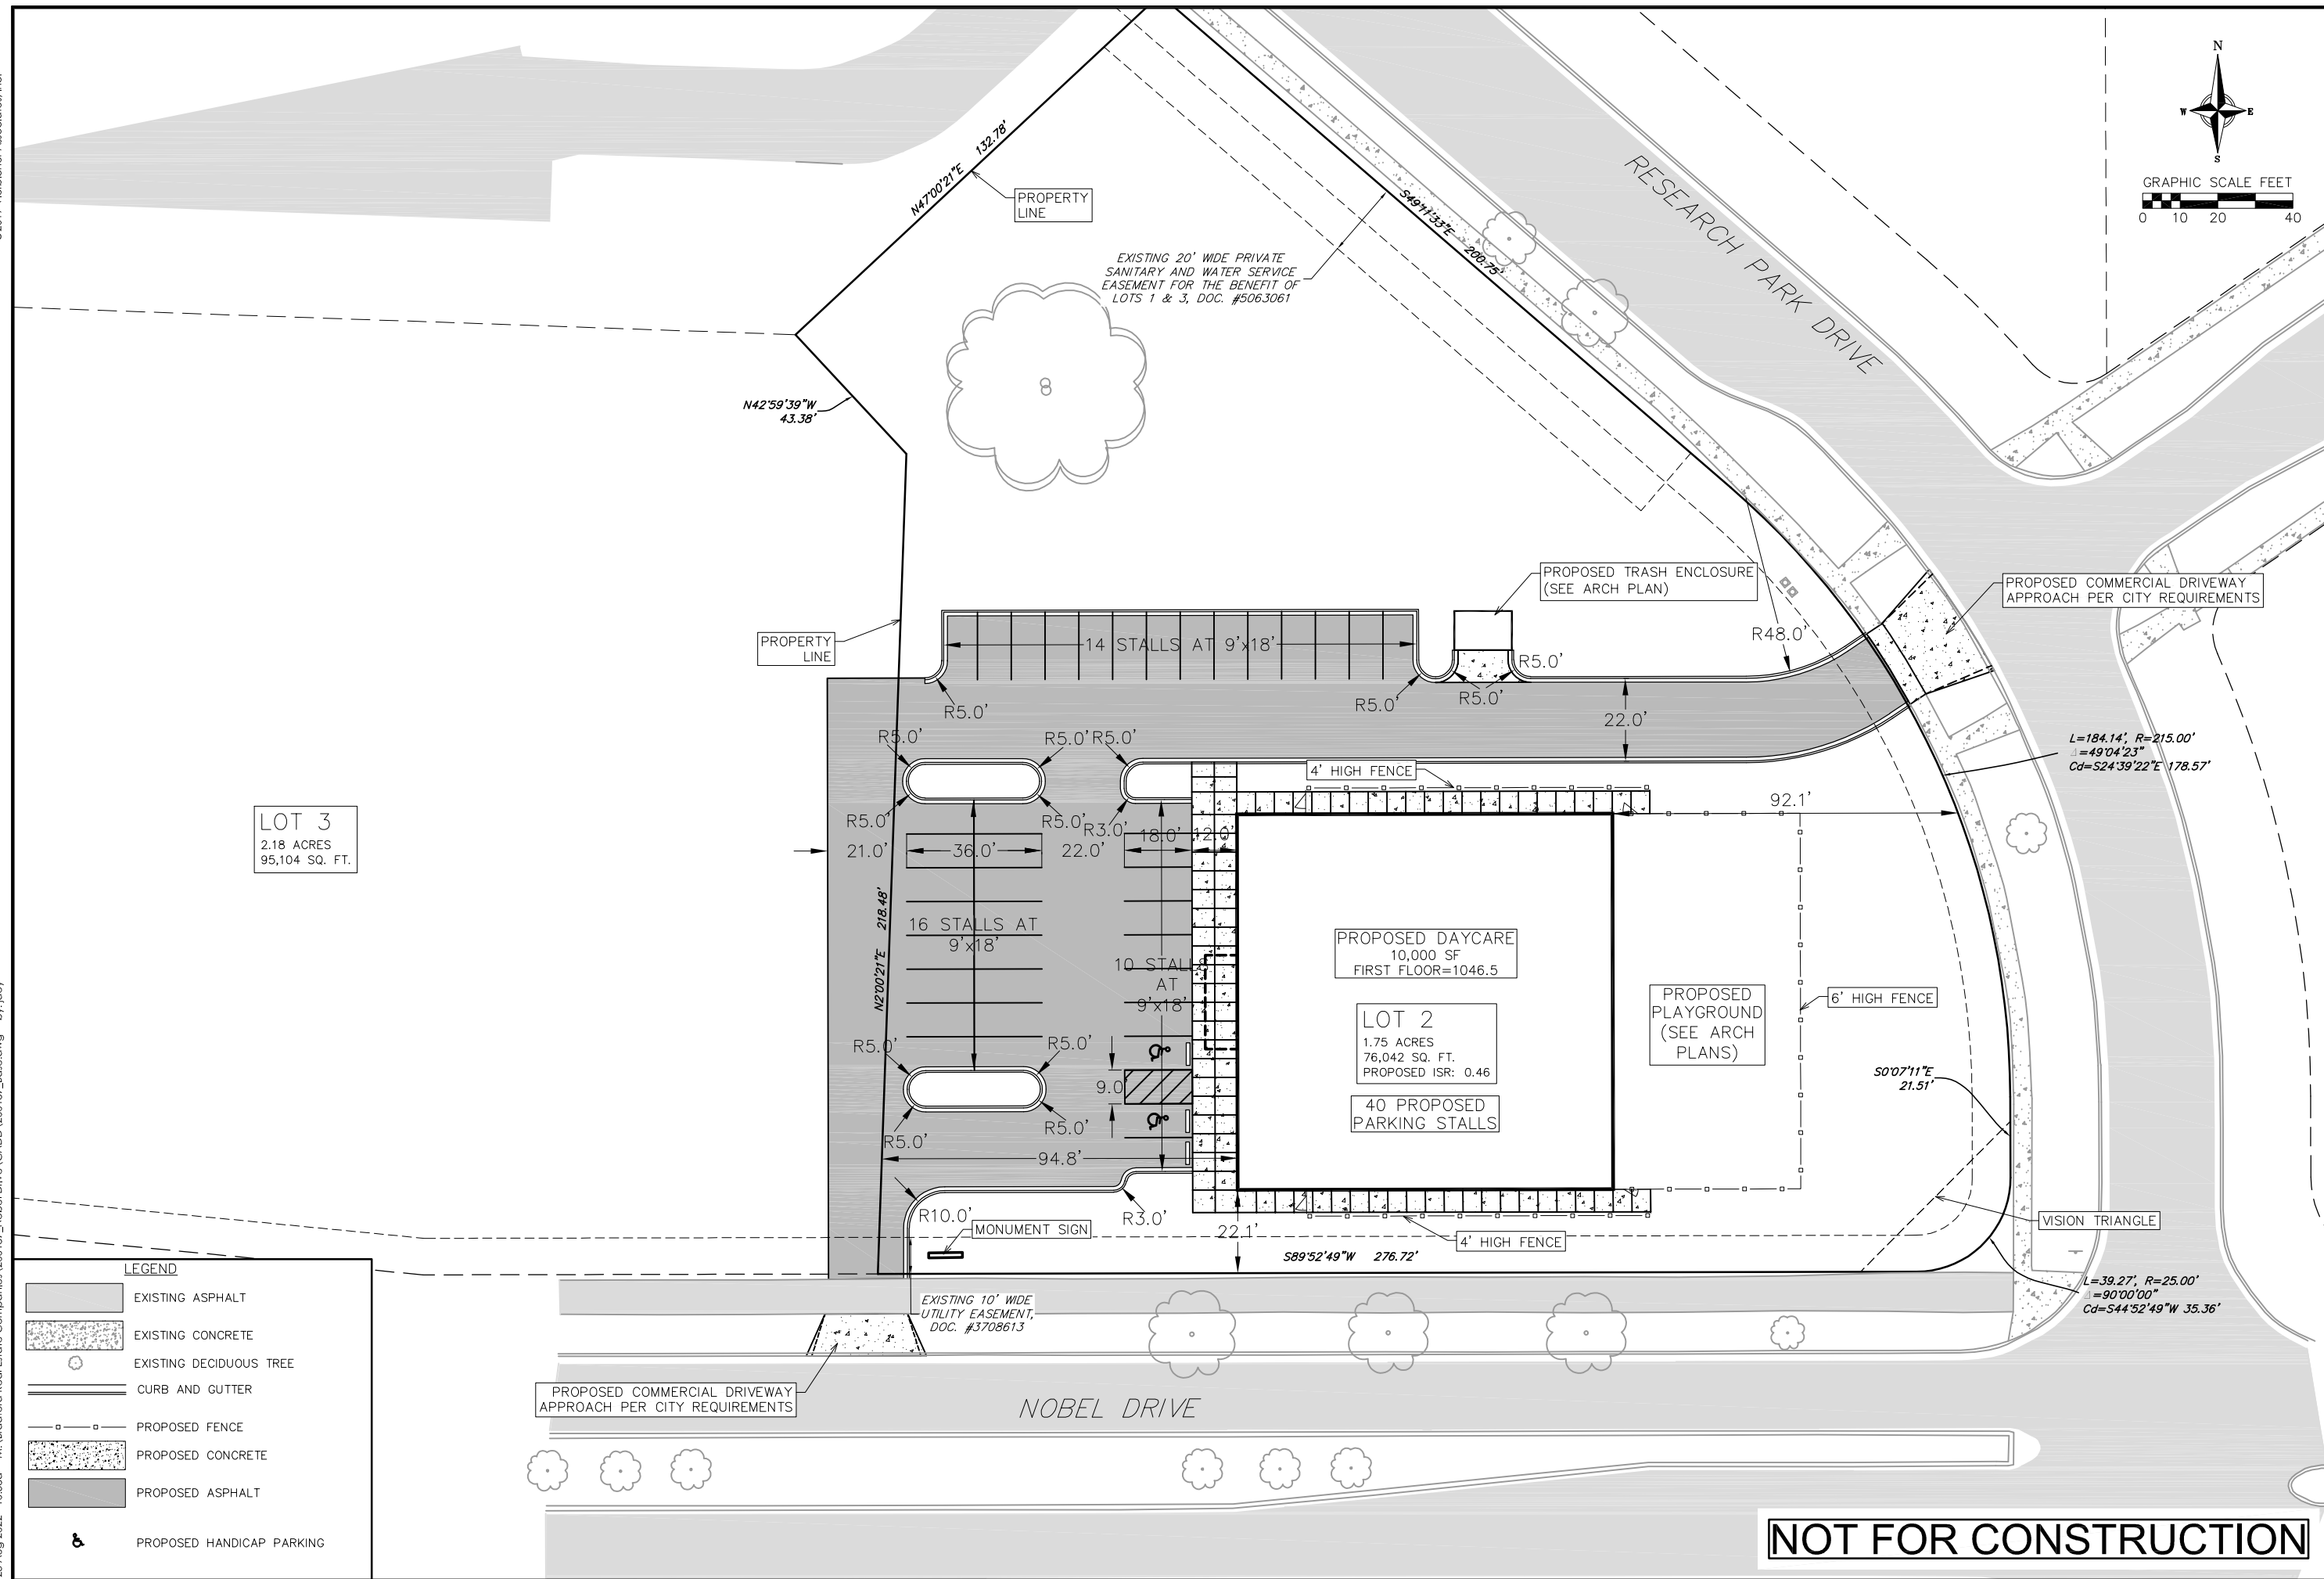 N
W
E
S
GRAPHIC SCALE FEET
0 10 20 40
N47°00'21"E 132.78'
PROPERTY
LINE
S49°11'33"E 200.75'
RESEARCH PARK DRIVE
EXISTING 20' WIDE PRIVATE
SANITARY AND WATER SERVICE
EASEMENT FOR THE BENEFIT OF
LOTS 1 & 3, DOC. #5063061
N42°59'39"W
43.38'
PROPOSED TRASH ENCLOSURE
(SEE ARCH PLAN)
PROPOSED COMMERCIAL DRIVEWAY
APPROACH PER CITY REQUIREMENTS
PROPERTY
LINE
14 STALLS AT 9'x18'
R48.0'
R5.0'
R5.0'
R5.0'
R5.0'
22.0'
R5.0'
R5.0'
R5.0'
L=184.14', R=215.00'
=49°04'23"
Cd=S24°39'22"E 178.57'
4' HIGH FENCE
92.1'
LOT 3
2.18 ACRES
95,104 SQ. FT.
R5.0'
R5.0'
R3.0'
18.0'
12.0'
21.0'
36.0'
22.0'
N2°00'21"E 218.48'
16 STALLS AT
9'x18'
10 STALLS
AT
9'x18'
PROPOSED DAYCARE
10,000 SF
FIRST FLOOR=1046.5
LOT 2
1.75 ACRES
76,042 SQ. FT.
PROPOSED ISR: 0.46
40 PROPOSED
PARKING STALLS
PROPOSED
PLAYGROUND
(SEE ARCH
PLANS)
6' HIGH FENCE
S0°07'11"E
21.51'
R5.0'
R5.0'
9.0'
R5.0'
R5.0'
94.8'
R10.0'
R3.0'
MONUMENT SIGN
22.1'
4' HIGH FENCE
VISION TRIANGLE
S89°52'49"W 276.72'
L=39.27', R=25.00'
=90°00'00"
Cd=S44°52'49"W 35.36'
EXISTING 10' WIDE
UTILITY EASEMENT,
DOC. #3708613
PROPOSED COMMERCIAL DRIVEWAY
APPROACH PER CITY REQUIREMENTS
NOBEL DRIVE
LEGEND
EXISTING ASPHALT
EXISTING CONCRETE
EXISTING DECIDUOUS TREE
CURB AND GUTTER
PROPOSED FENCE
PROPOSED CONCRETE
PROPOSED ASPHALT
PROPOSED HANDICAP PARKING
NOT FOR CONSTRUCTION